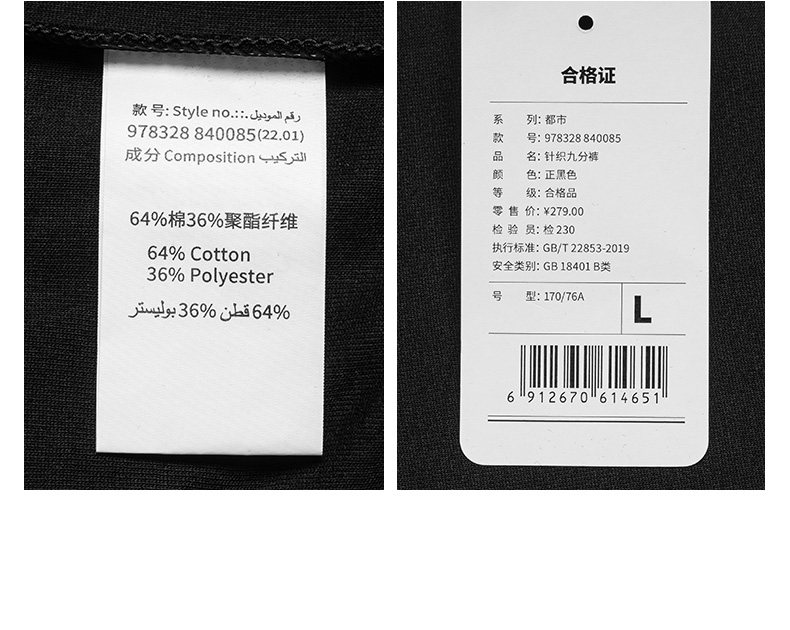 款 号: Style no.::. رقم الموديل
978328 840085(22.01)
成分 Composition التركيب
64%棉36%聚酯纤维
64% Cotton
36% Polyester
64% قطن 36% بوليستر
合格证
系 列: 都市
款 号: 978328 840085
品 名: 针织九分裤
颜 色: 正黑色
等 级: 合格品
零 售 价: ¥279.00
检 验 员: 检 230
执行标准: GB/T 22853-2019
安全类别: GB 18401 B类
号 型: 170/76A
L
6 912670 614651